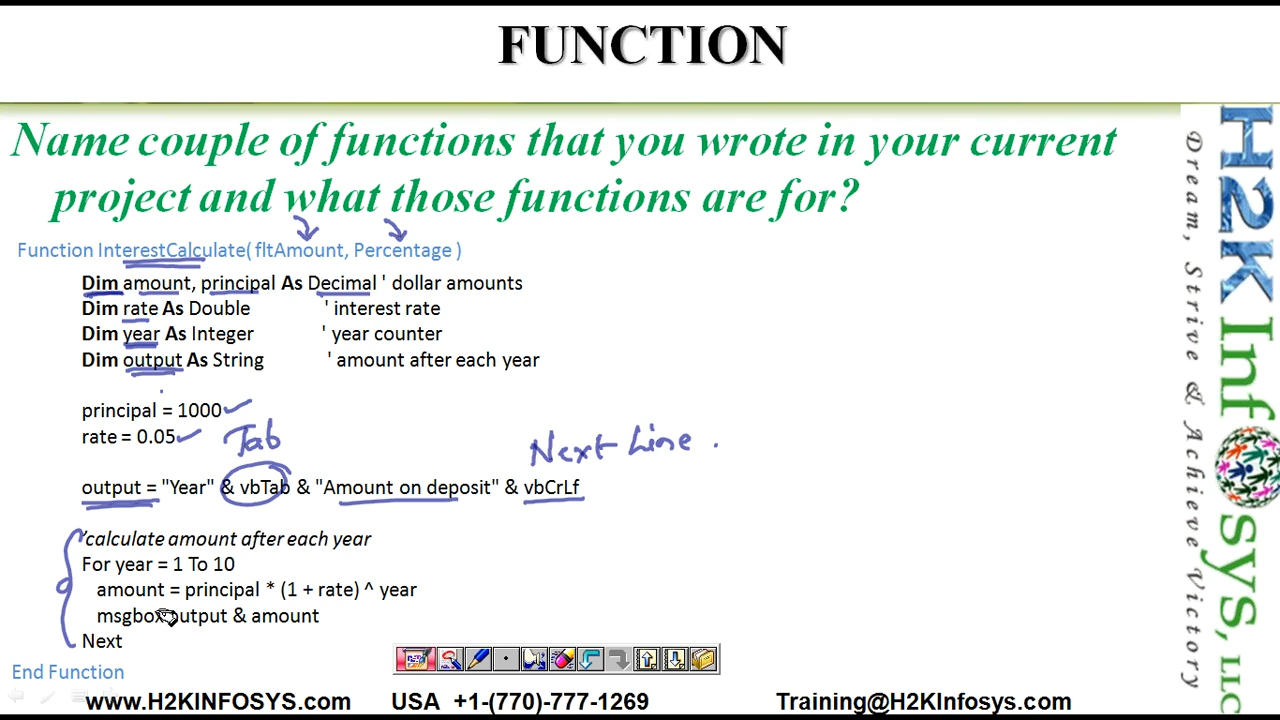 FUNCTION
Name couple of functions that you wrote in your current
project and what those functions are for?
Function InterestCalculate( fltAmount, Percentage )
Dim amount, principal As Decimal ' dollar amounts
Dim rate As Double ' interest rate
Dim year As Integer ' year counter
Dim output As String ' amount after each year
principal = 1000
rate = 0.05
Tab
Next Line .
output = "Year" & vbTab & "Amount on deposit" & vbCrLf
'calculate amount after each year
For year = 1 To 10
amount = principal * (1 + rate) ^ year
msgbox output & amount
Next
End Function
www.H2KINFOSYS.com USA +1-(770)-777-1269 Training@H2KInfosys.com
Dream, Strive & Achieve Victory
H2KInfosys, LLC